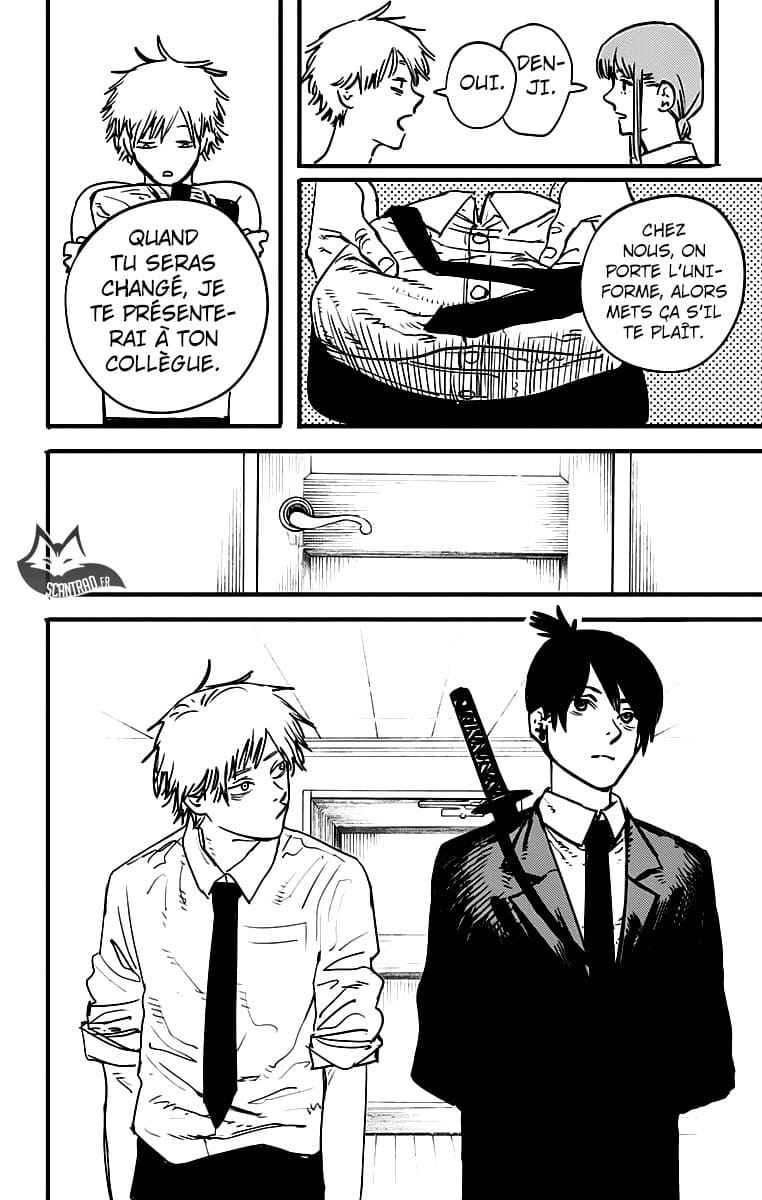 DEN-
JI.
OUI.
CHEZ
NOUS, ON
PORTE L'UNI-
FORME, ALORS
METS ÇA S'IL
TE PLAÎT.
QUAND
TU SERAS
CHANGÉ, JE
TE PRÉSENTE-
RAI À TON
COLLÈGUE.
SCANTRAD.FR